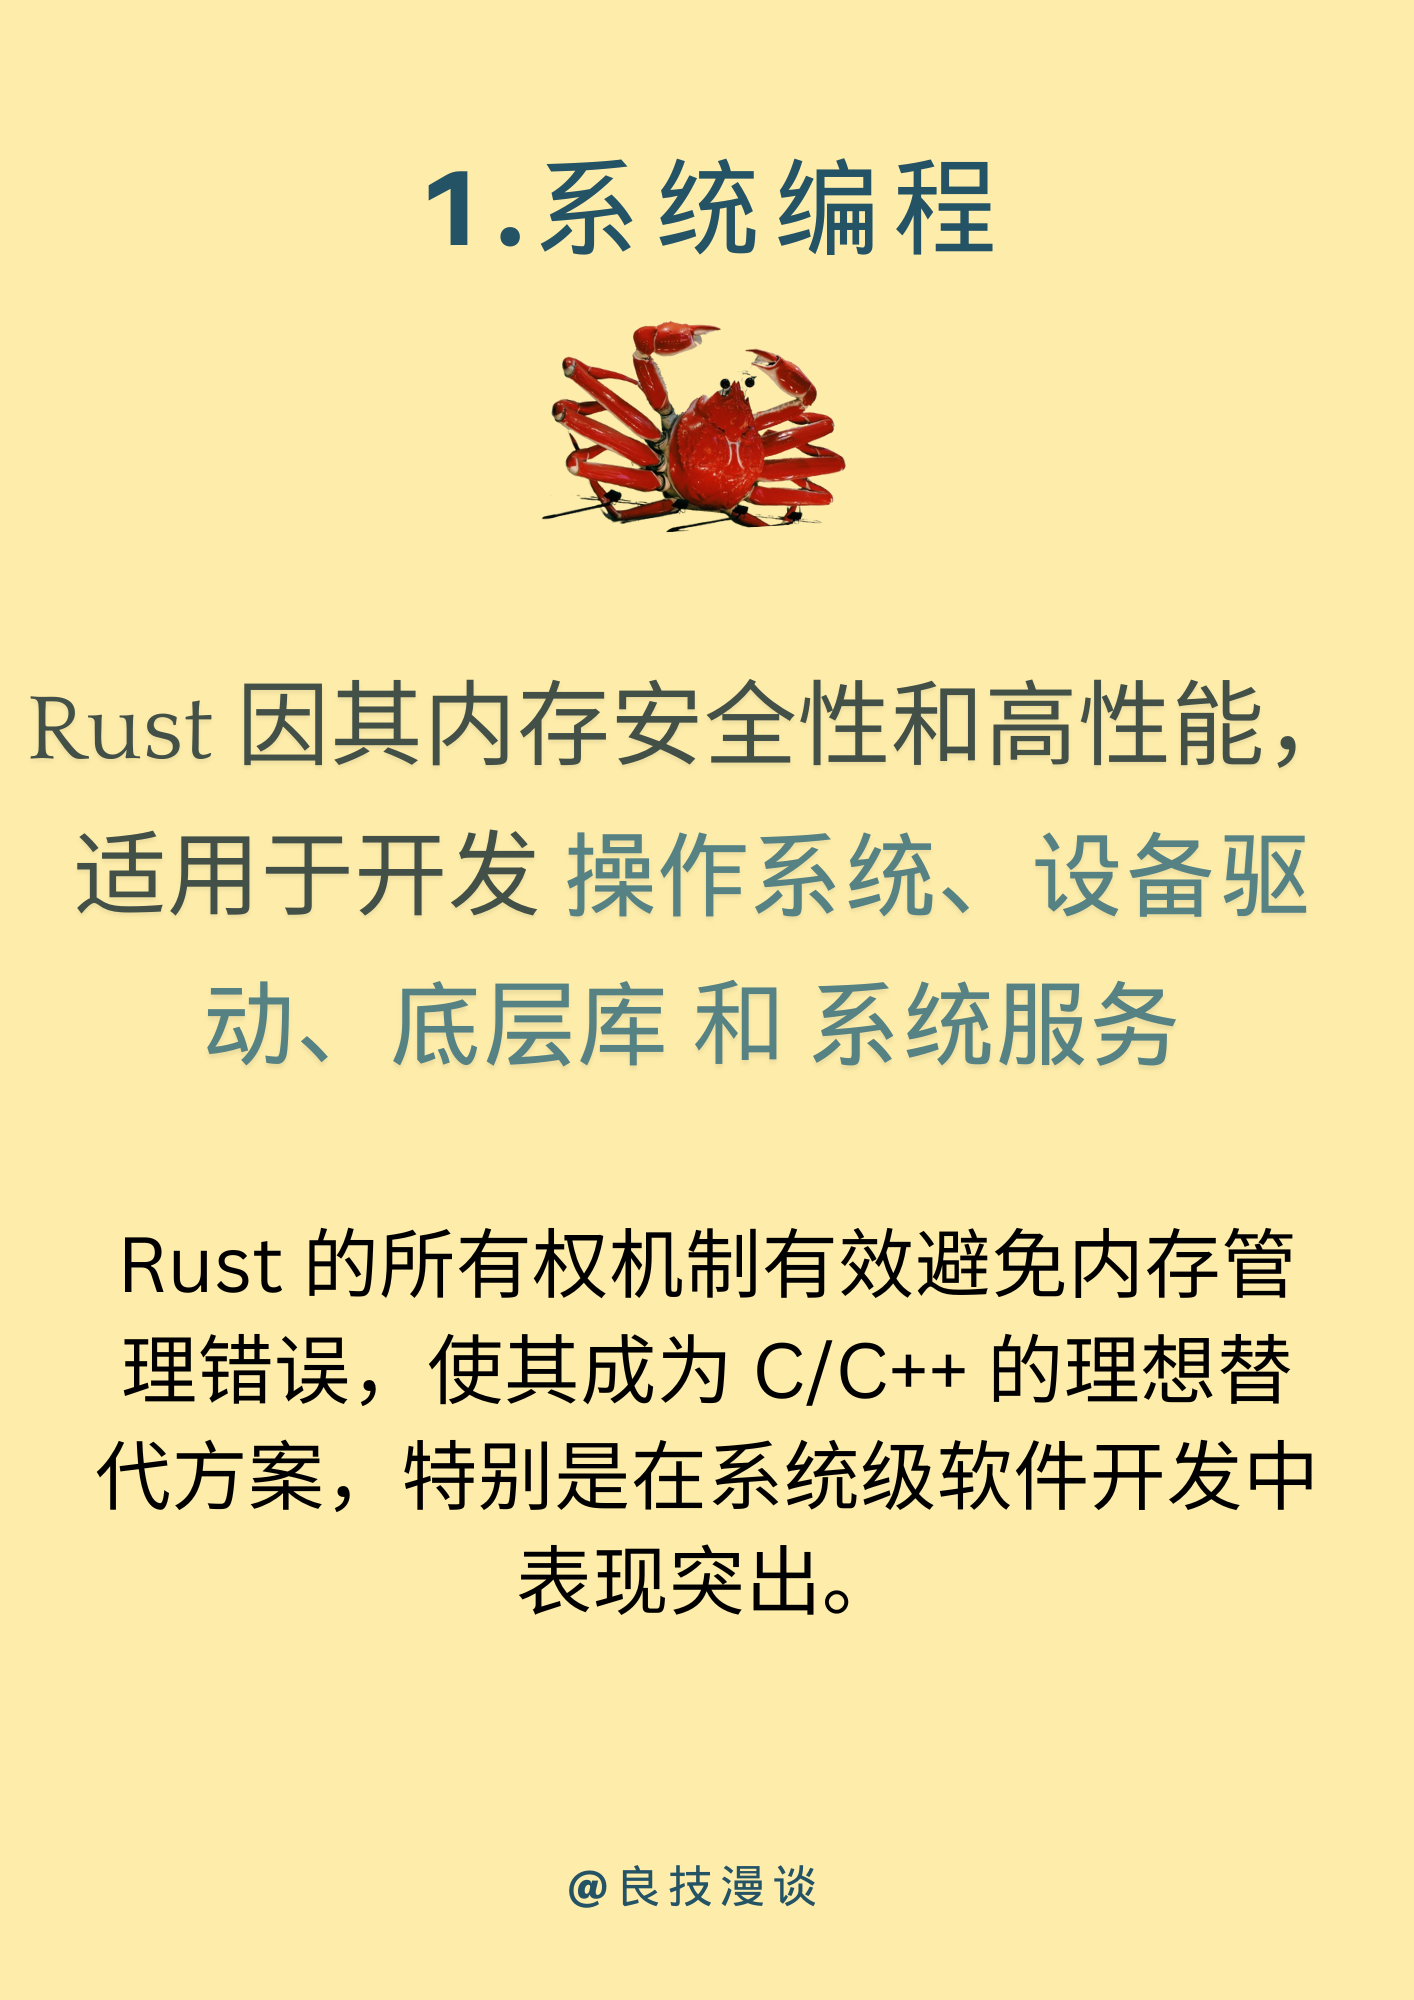 1.系统编程
Rust 因其内存安全性和高性能，
适用于开发 操作系统、设备驱
动、底层库 和 系统服务
Rust 的所有权机制有效避免内存管
理错误，使其成为 C/C++ 的理想替
代方案，特别是在系统级软件开发中
表现突出。
@良技漫谈